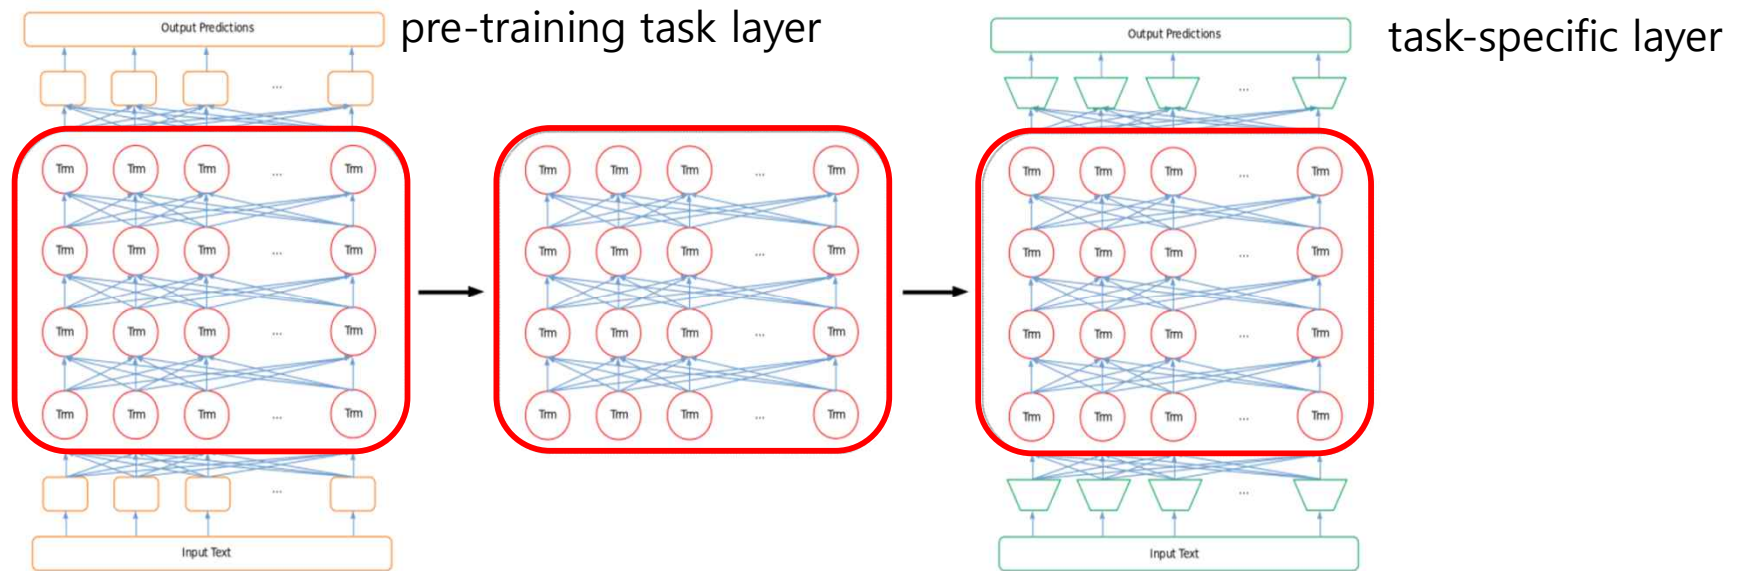 Output Predictions
pre-training task layer
...
Trm Trm Trm ... Trm
Trm Trm Trm ... Trm
Trm Trm Trm ... Trm
Trm Trm Trm ... Trm
...
Input Text
Trm Trm Trm ... Trm
Trm Trm Trm ... Trm
Trm Trm Trm ... Trm
Trm Trm Trm ... Trm
Output Predictions
task-specific layer
...
Trm Trm Trm ... Trm
Trm Trm Trm ... Trm
Trm Trm Trm ... Trm
Trm Trm Trm ... Trm
...
Input Text